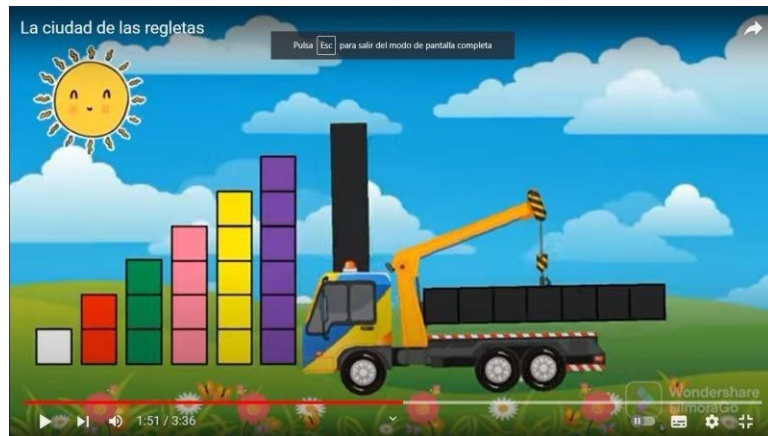 La ciudad de las regletas
Pulsa Esc para salir del modo de pantalla completa
1:51 / 3:36
Wondershare
FilmoraGo